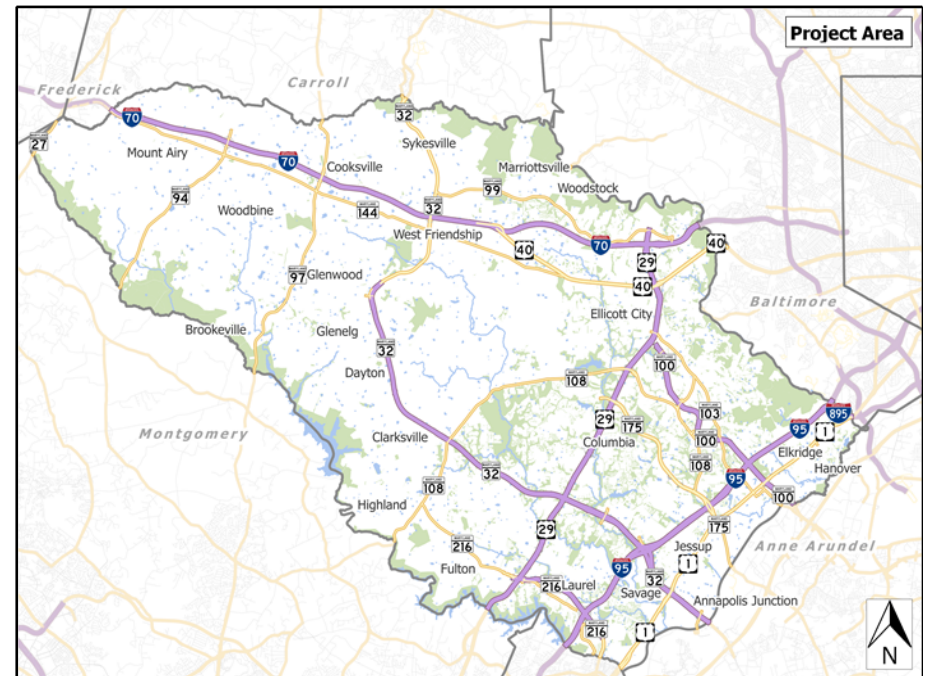 Project Area
Carroll
Frederick
32
70
27
Sykesville
Mount Airy
70
Cooksville
Marriottsville
99
Woodstock
94
Woodbine
144
32
West Friendship
40
70
40
29
97
Glenwood
40
Baltimore
Ellicott City
Brookeville
Glenelg
32
100
Dayton
108
29
175
103
895
95
1
Montgomery
Clarksville
Columbia
100
Elkridge
108
Hanover
32
95
108
100
Highland
175
29
216
Jessup
Anne Arundel
Fulton
95
1
32
216
Laurel
Savage
Annapolis Junction
216
1
N